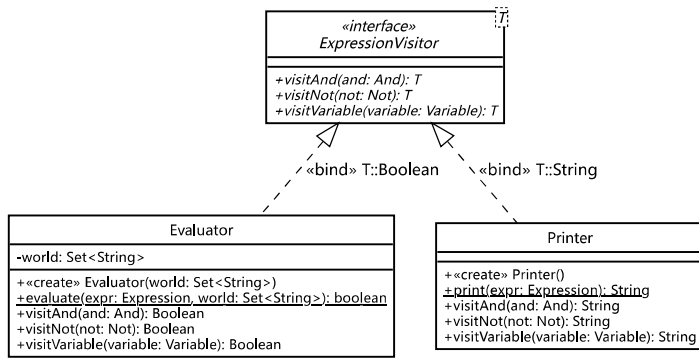 T
«interface»
ExpressionVisitor
+visitAnd(and: And): T
+visitNot(not: Not): T
+visitVariable(variable: Variable): T
«bind» T::Boolean
«bind» T::String
Evaluator
-world: Set<String>
+«create» Evaluator(world: Set<String>)
+evaluate(expr: Expression, world: Set<String>): boolean
+visitAnd(and: And): Boolean
+visitNot(not: Not): Boolean
+visitVariable(variable: Variable): Boolean
Printer
+«create» Printer()
+print(expr: Expression): String
+visitAnd(and: And): String
+visitNot(not: Not): String
+visitVariable(variable: Variable): String